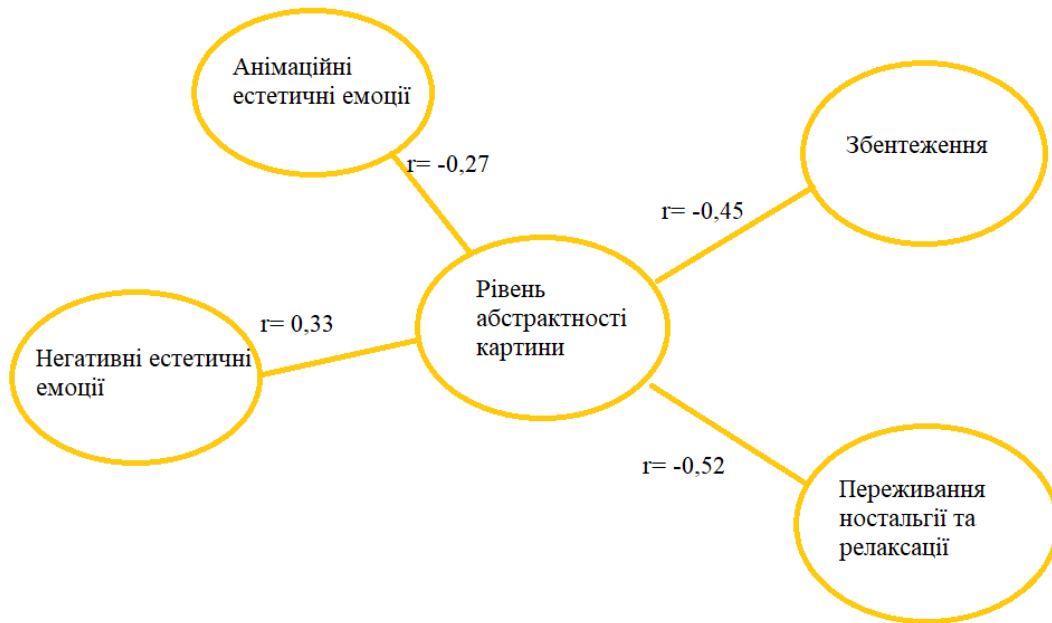 Анімаційні
естетичні емоції
r= -0,27
Збентеження
r= -0,45
Рівень
абстрактності
картини
r= 0,33
Негативні естетичні
емоції
r= -0,52
Переживання
ностальгії та
релаксації